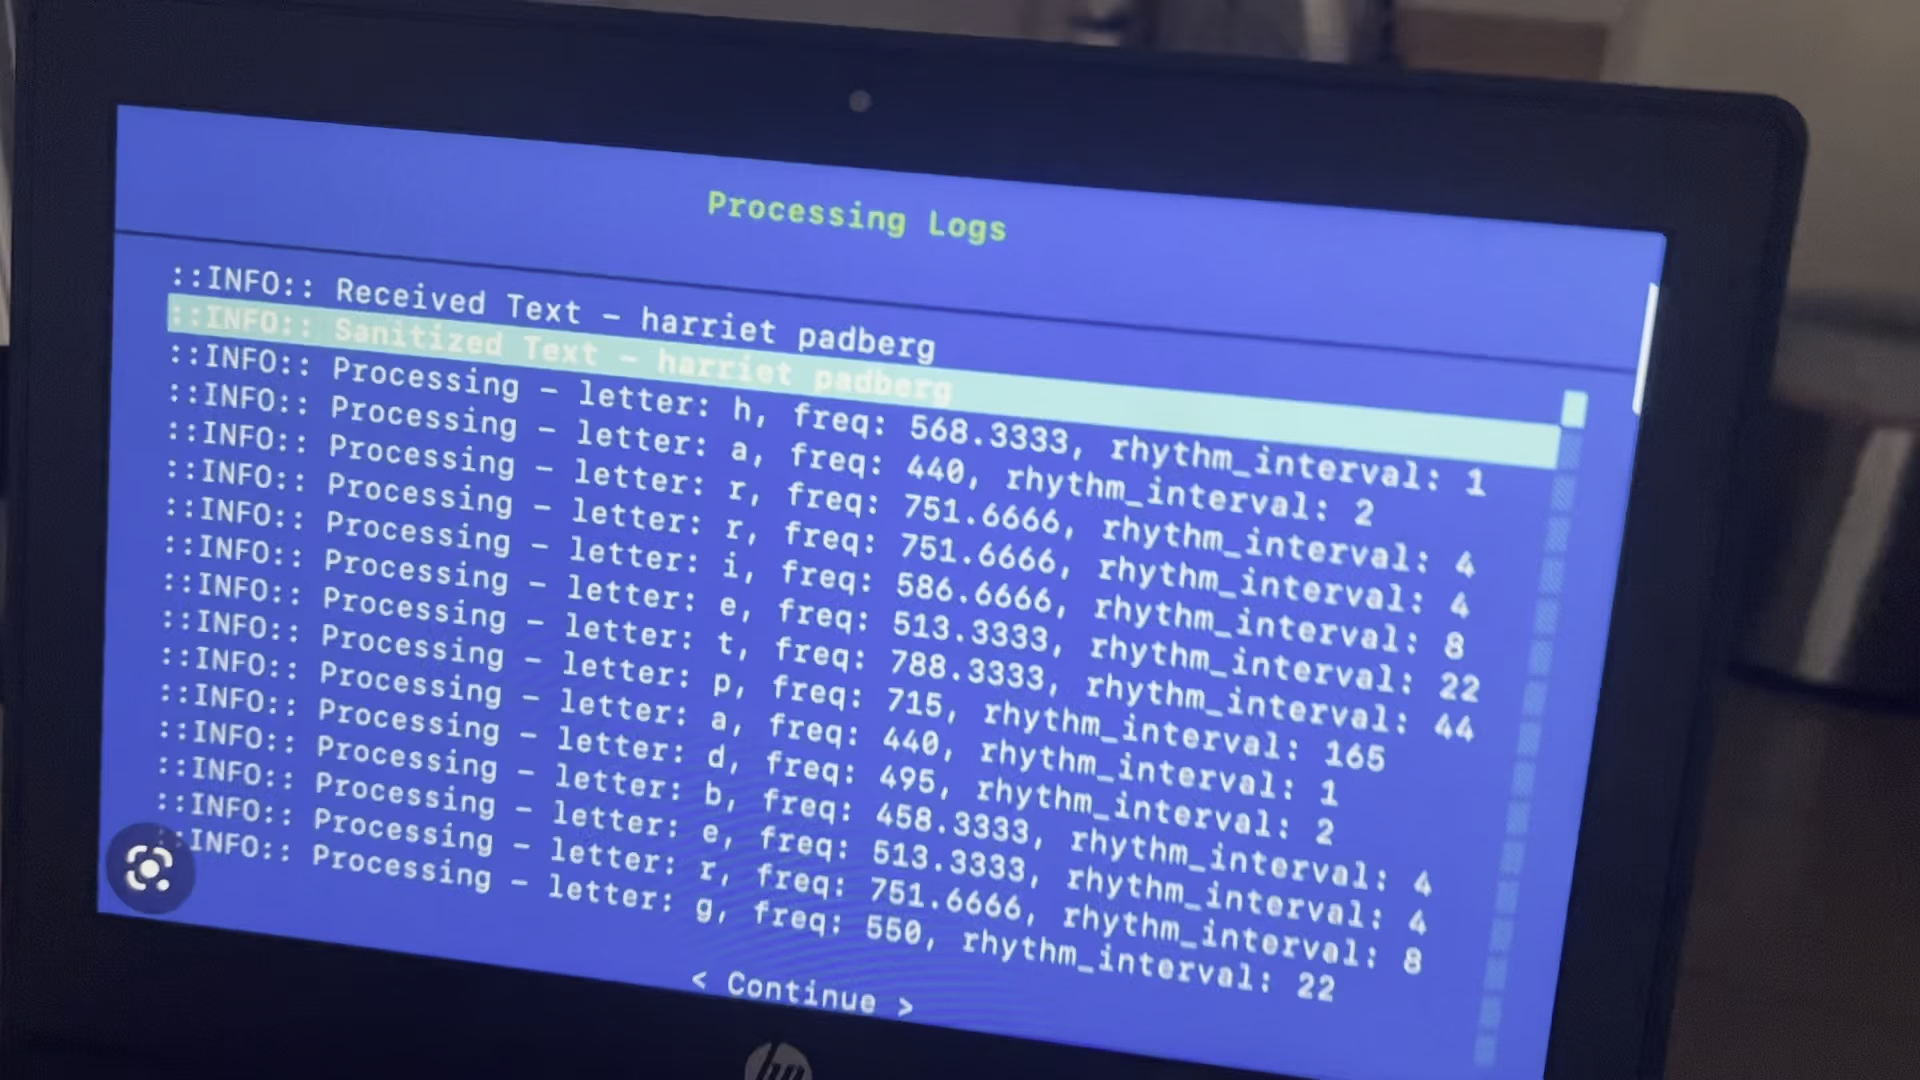 Processing Logs
::INFO:: Received Text - harriet padberg
::INFO:: Sanitized Text - harriet padberg
::INFO:: Processing - letter: h, freq: 568.3333, rhythm_interval: 1
::INFO:: Processing - letter: a, freq: 440, rhythm_interval: 2
::INFO:: Processing - letter: r, freq: 751.6666, rhythm_interval: 4
::INFO:: Processing - letter: r, freq: 751.6666, rhythm_interval: 4
::INFO:: Processing - letter: i, freq: 586.6666, rhythm_interval: 8
::INFO:: Processing - letter: e, freq: 513.3333, rhythm_interval: 22
::INFO:: Processing - letter: t, freq: 788.3333, rhythm_interval: 44
::INFO:: Processing - letter: p, freq: 715, rhythm_interval: 165
::INFO:: Processing - letter: a, freq: 440, rhythm_interval: 1
::INFO:: Processing - letter: d, freq: 495, rhythm_interval: 2
::INFO:: Processing - letter: b, freq: 458.3333, rhythm_interval: 4
::INFO:: Processing - letter: e, freq: 513.3333, rhythm_interval: 4
::INFO:: Processing - letter: r, freq: 751.6666, rhythm_interval: 8
::INFO:: Processing - letter: g, freq: 550, rhythm_interval: 22
< Continue >
hp